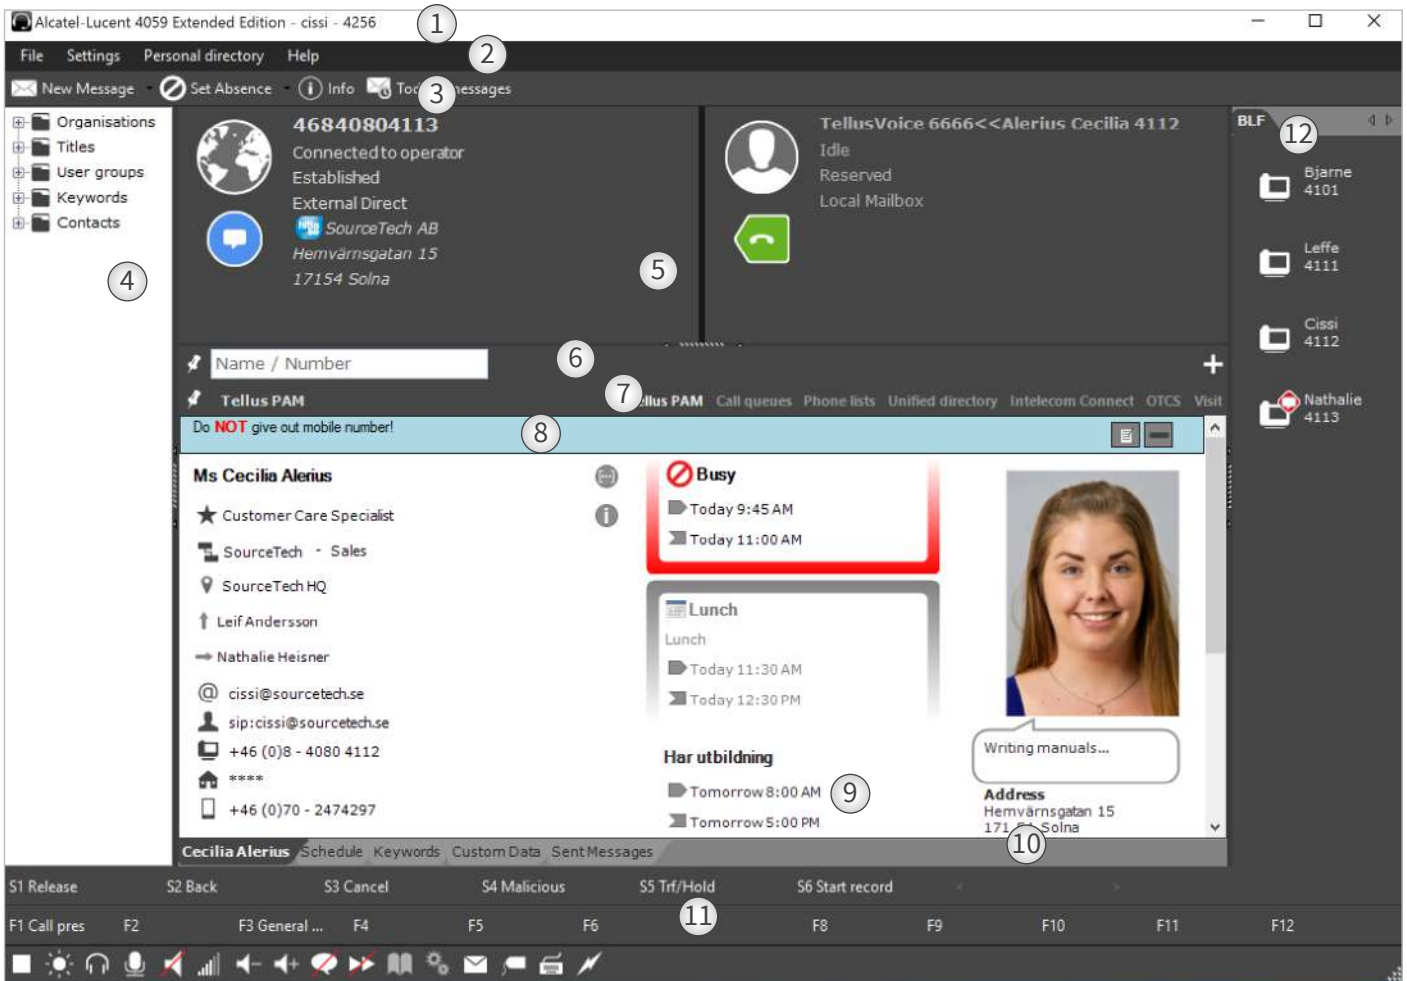 Alcatel-Lucent 4059 Extended Edition - cissi - 4256
1
File Settings Personal directory Help
2
New Message Set Absence Info
3
Organisations
Titles
User groups
Keywords
Contacts
4
46840804113
Connected to operator
Established
External Direct
SourceTech AB
Hemvärnsgatan 15
17154 Solna
5
TellusVoice 6666<<Alerius Cecilia 4112
Idle
Reserved
Local Mailbox
BLF
12
Bjarne
4101
Leffe
4111
Cissi
4112
Nathalie
4113
Name / Number
6
+
Tellus PAM
7
PAM Call queues Phone lists Unified directory Intelecom Connect OTCS Visit
Do NOT give out mobile number!
8
Ms Cecilia Alerius
Customer Care Specialist
SourceTech - Sales
SourceTech HQ
Leif Andersson
Nathalie Heisner
cissi@sourcetech.se
sip:cissi@sourcetech.se
+46 (0)8 - 4080 4112
****
+46 (0)70 - 2474297
Busy
Today 9:45 AM
Today 11:00 AM
Lunch
Lunch
Today 11:30 AM
Today 12:30 PM
Har utbildning
Tomorrow 8:00 AM
9
Tomorrow 5:00 PM
Writing manuals...
Address
Hemvärnsgatan 15
171 Solna
10
Cecilia Alerius Schedule Keywords Custom Data Sent Messages
S1 Release S2 Back S3 Cancel S4 Malicious S5 Trf/Hold S6 Start record < >
11
F1 Call pres F2 F3 General ... F4 F5 F6 F8 F9 F10 F11 F12